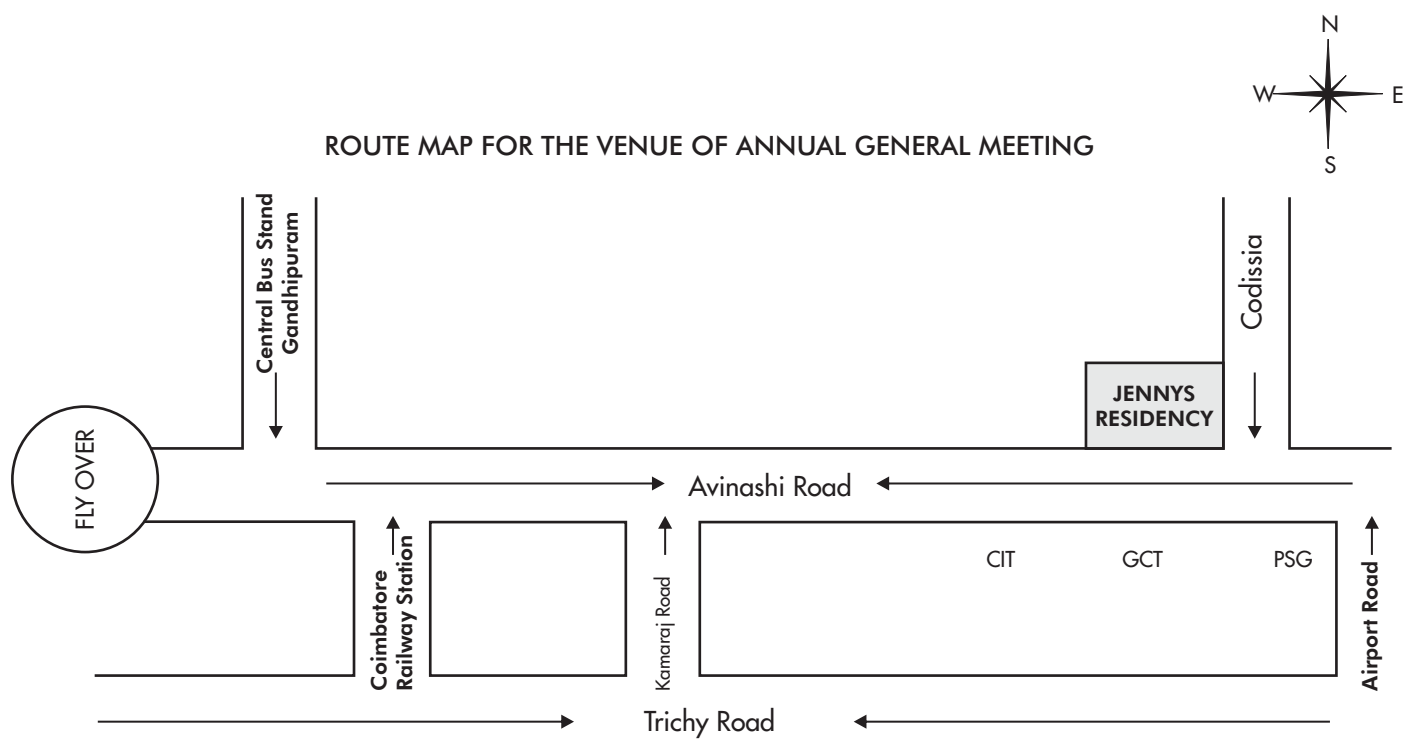 N
W E
S
ROUTE MAP FOR THE VENUE OF ANNUAL GENERAL MEETING
Central Bus Stand
Gandhipuram
Codissia
JENNYS
RESIDENCY
FLY OVER
Avinashi Road
CIT GCT PSG
Coimbatore
Railway Station
Kamaraj Road
Airport Road
Trichy Road